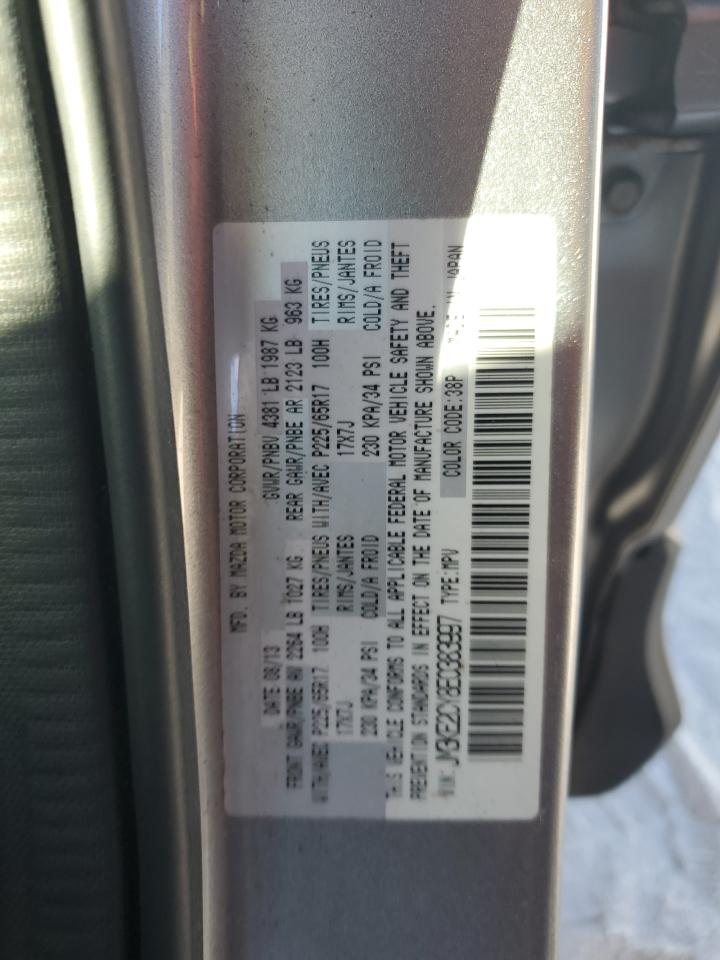 MFD. BY MAZDA MOTOR CORPORATION
DATE 08/13 GVWR/PNBV 4381 LB 1987 KG
FRONT GAWR/PNBE AV 2264 LB 1027 KG REAR GAWR/PNBE AR 2123 LB 963 KG
WITH/AVEC P225/65R17 100H TIRES/PNEUS WITH/AVEC P225/65R17 100H TIRES/PNEUS
17X7J RIMS/JANTES 17X7J RIMS/JANTES
230 KPA/34 PSI COLD/A FROID 230 KPA/34 PSI COLD/A FROID
THIS VEHICLE CONFORMS TO ALL APPLICABLE FEDERAL MOTOR VEHICLE SAFETY AND THEFT
PREVENTION STANDARDS IN EFFECT ON THE DATE OF MANUFACTURE SHOWN ABOVE.
VIN: JM3KE2CY8E0383997 TYPE:MPV COLOR CODE:38P MADE IN JAPAN